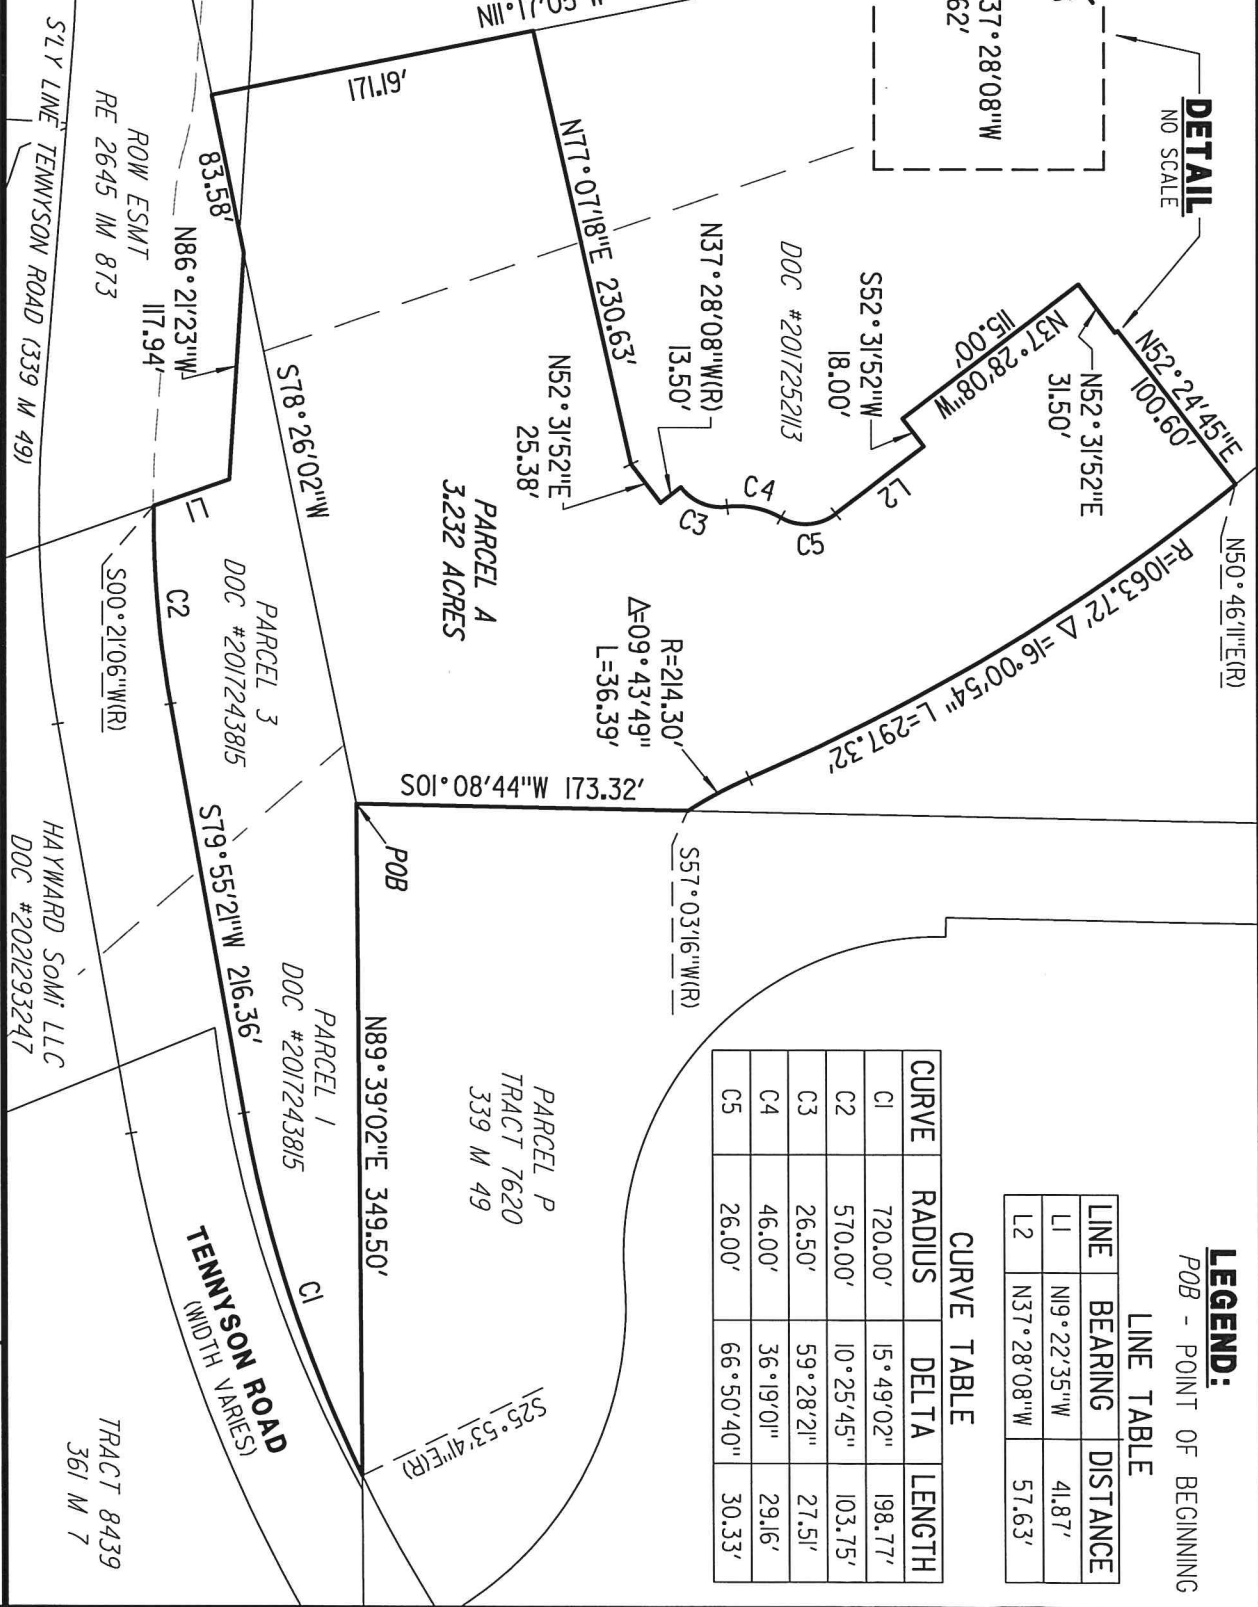 LEGEND:
POB - POINT OF BEGINNING
LINE TABLE
LINE BEARING DISTANCE
L1 N19°22'35"W 41.87'
L2 N37°28'08"W 57.63'
CURVE TABLE
CURVE RADIUS DELTA LENGTH
C1 720.00' 15°49'02" 198.77'
C2 570.00' 10°25'45" 103.75'
C3 26.50' 59°28'21" 27.51'
C4 46.00' 36°19'01" 29.16'
C5 26.00' 66°50'40" 30.33'
DETAIL
NO SCALE
37°28'08"W
62'
N52°24'45"E
100.60'
N50°46'11"E(R)
N52°31'52"E
31.50'
N37°28'08"W
115.00'
S52°31'52"W
18.00'
L2
R=1063.72' Δ=16°00'54" L=297.32'
DOC #2017252113
N37°28'08"W(R)
13.50'
C5
C4
C3
N77°07'18"E 230.63'
N52°31'52"E
25.38'
R=214.30'
Δ=09°43'49"
L=36.39'
S57°03'16"W(R)
PARCEL A
3.232 ACRES
S01°08'44"W 173.32'
171.19'
83.58'
S78°26'02"W
POB
N89°39'02"E 349.50'
PARCEL P
TRACT 7620
339 M 49
N86°21'23"W
117.94'
L1
C2
S00°21'06"W(R)
PARCEL 3
DOC #2017243815
S79°55'21"W 216.36'
PARCEL 1
DOC #2017243815
C1
S25°53'41"E(R)
ROW ESMT
RE 2645 IM 873
S'LY LINE TENNYSON ROAD (339 M 49)
HAYWARD SoMi LLC
DOC #2021293247
TENNYSON ROAD
(WIDTH VARIES)
TRACT 8439
361 M 7